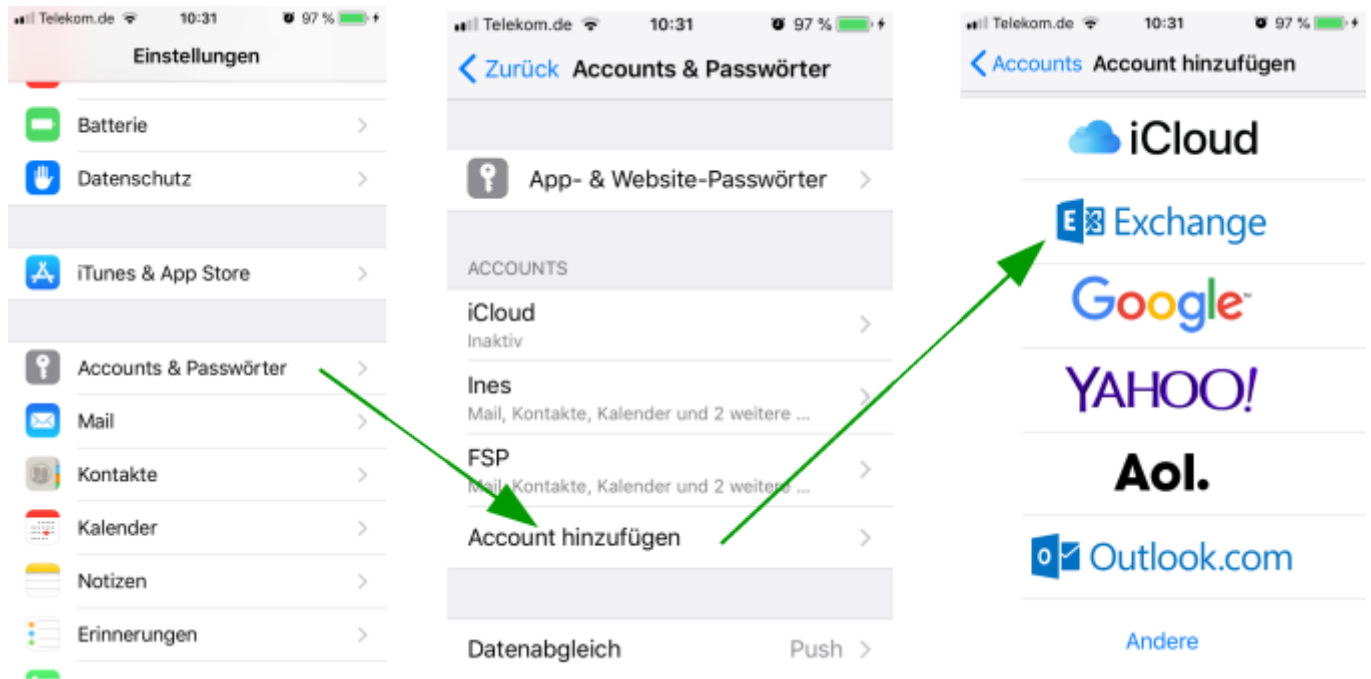 Telekom.de 10:31 97 %
Einstellungen
Batterie
Datenschutz
iTunes & App Store
Accounts & Passwörter
Mail
Kontakte
Kalender
Notizen
Erinnerungen
Telekom.de 10:31 97 %
Zurück Accounts & Passwörter
App- & Website-Passwörter
ACCOUNTS
iCloud
Inaktiv
Ines
Mail, Kontakte, Kalender und 2 weitere ...
FSP
Mail, Kontakte, Kalender und 2 weitere ...
Account hinzufügen
Datenabgleich Push
Telekom.de 10:31 97 %
Accounts Account hinzufügen
iCloud
E Exchange
Google™
YAHOO!
Aol.
o Outlook.com
Andere